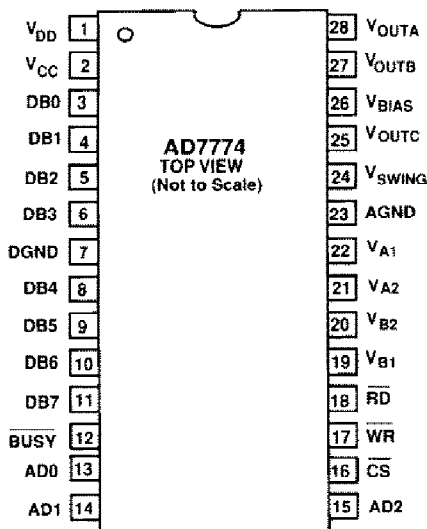 VDD 1 28 VOUTA
VCC 2 27 VOUTB
DB0 3 26 VBIAS
DB1 4 25 VOUTC
AD7774
TOP VIEW
(Not to Scale)
DB2 5 24 VSWING
DB3 6 23 AGND
DGND 7 22 VA1
DB4 8 21 VA2
DB5 9 20 VB2
DB6 10 19 VB1
DB7 11 18 RD
BUSY 12 17 WR
AD0 13 16 CS
AD1 14 15 AD2